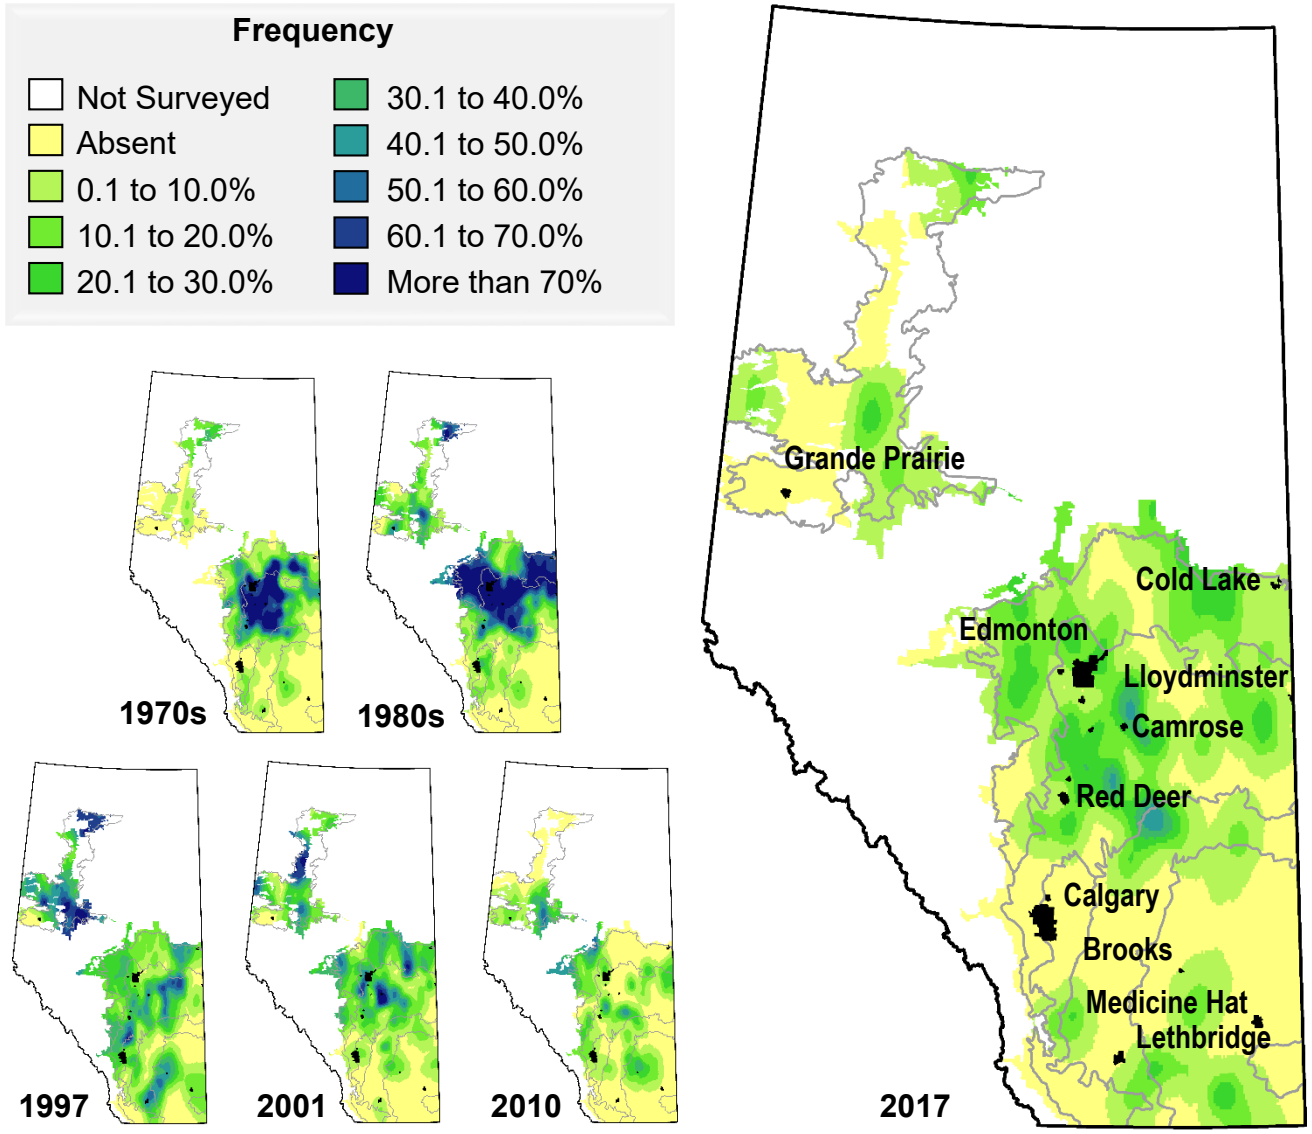 Frequency
Not Surveyed
Absent
0.1 to 10.0%
10.1 to 20.0%
20.1 to 30.0%
30.1 to 40.0%
40.1 to 50.0%
50.1 to 60.0%
60.1 to 70.0%
More than 70%
1970s
1980s
1997
2001
2010
Grande Prairie
Cold Lake
Edmonton
Lloydminster
Camrose
Red Deer
Calgary
Brooks
Medicine Hat
Lethbridge
2017